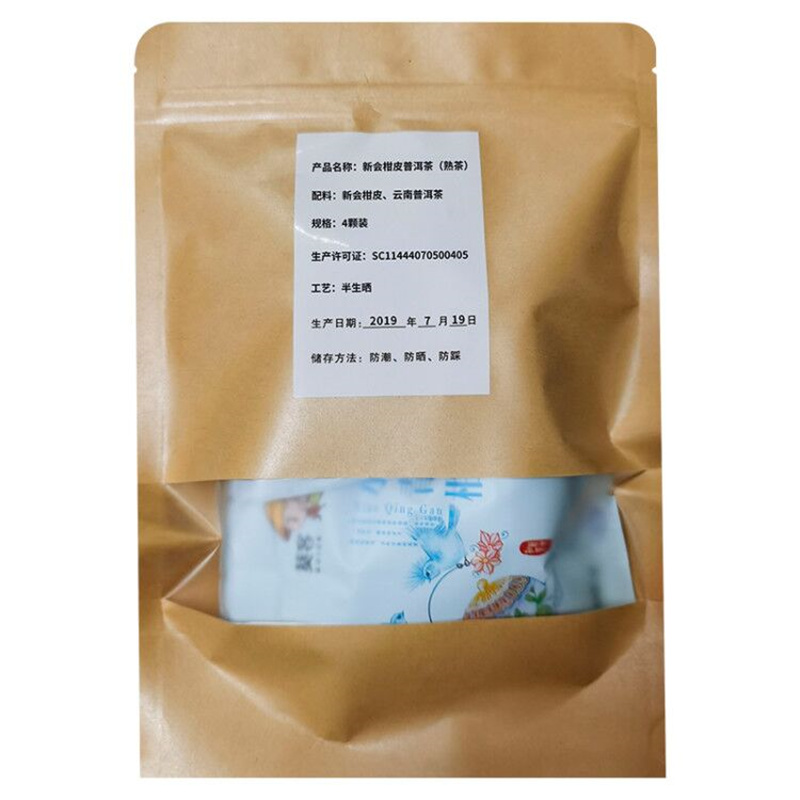 产品名称：新会柑皮普洱茶（熟茶）
配料：新会柑皮、云南普洱茶
规格：4颗装
生产许可证：SC11444070500405
工艺：半生晒
生产日期：2019 年 7 月 19日
储存方法：防潮、防晒、防踩
Qing Gan